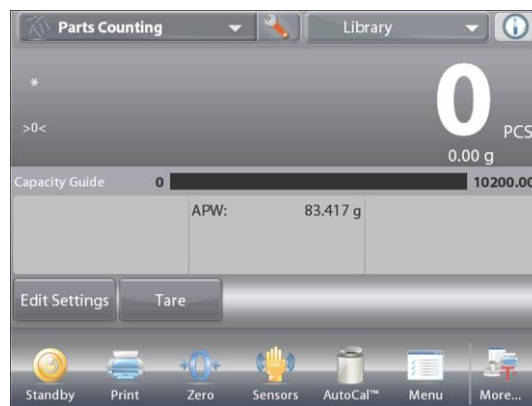 Parts Counting
Library
*
0
>0<
PCS
0.00 g
Capacity Guide 0 10200.00
APW: 83.417 g
Edit Settings Tare
Standby Print Zero Sensors AutoCal™ Menu More...